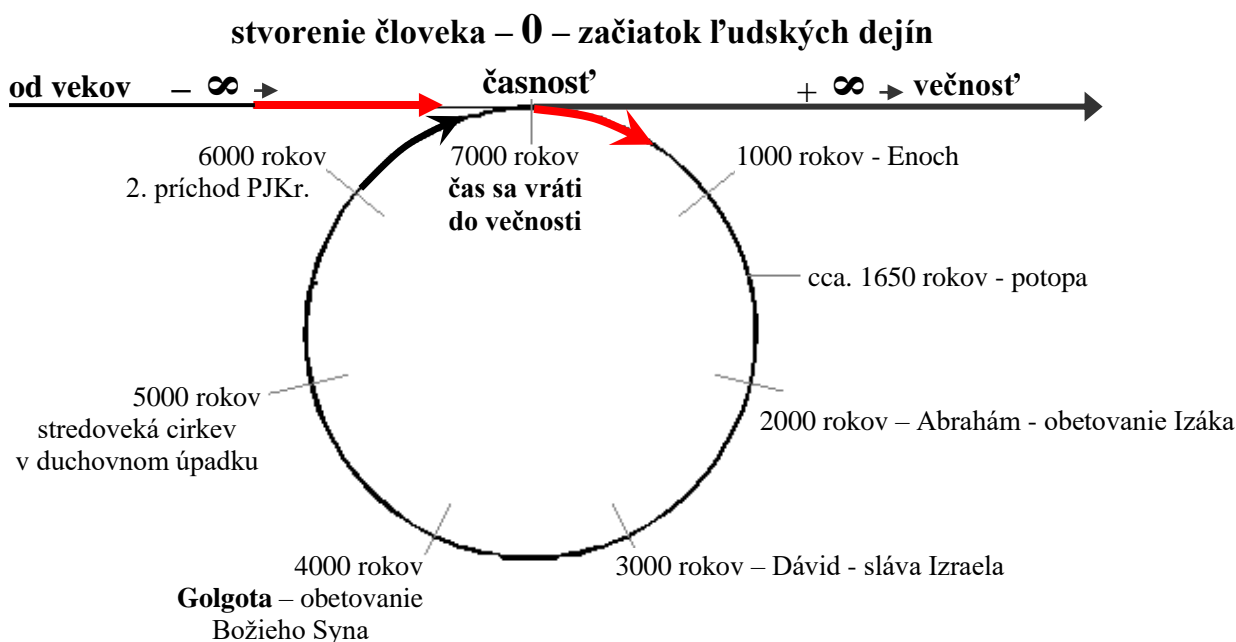 stvorenie človeka – 0 – začiatok ľudských dejín
od vekov – ∞ → časnosť + ∞ → večnosť
6000 rokov
2. príchod PJKr.
7000 rokov
čas sa vráti
do večnosti
1000 rokov - Enoch
cca. 1650 rokov - potopa
2000 rokov – Abrahám - obetovanie Izáka
5000 rokov
stredoveká cirkev
v duchovnom úpadku
3000 rokov – Dávid - sláva Izraela
4000 rokov
Golgota – obetovanie
Božieho Syna